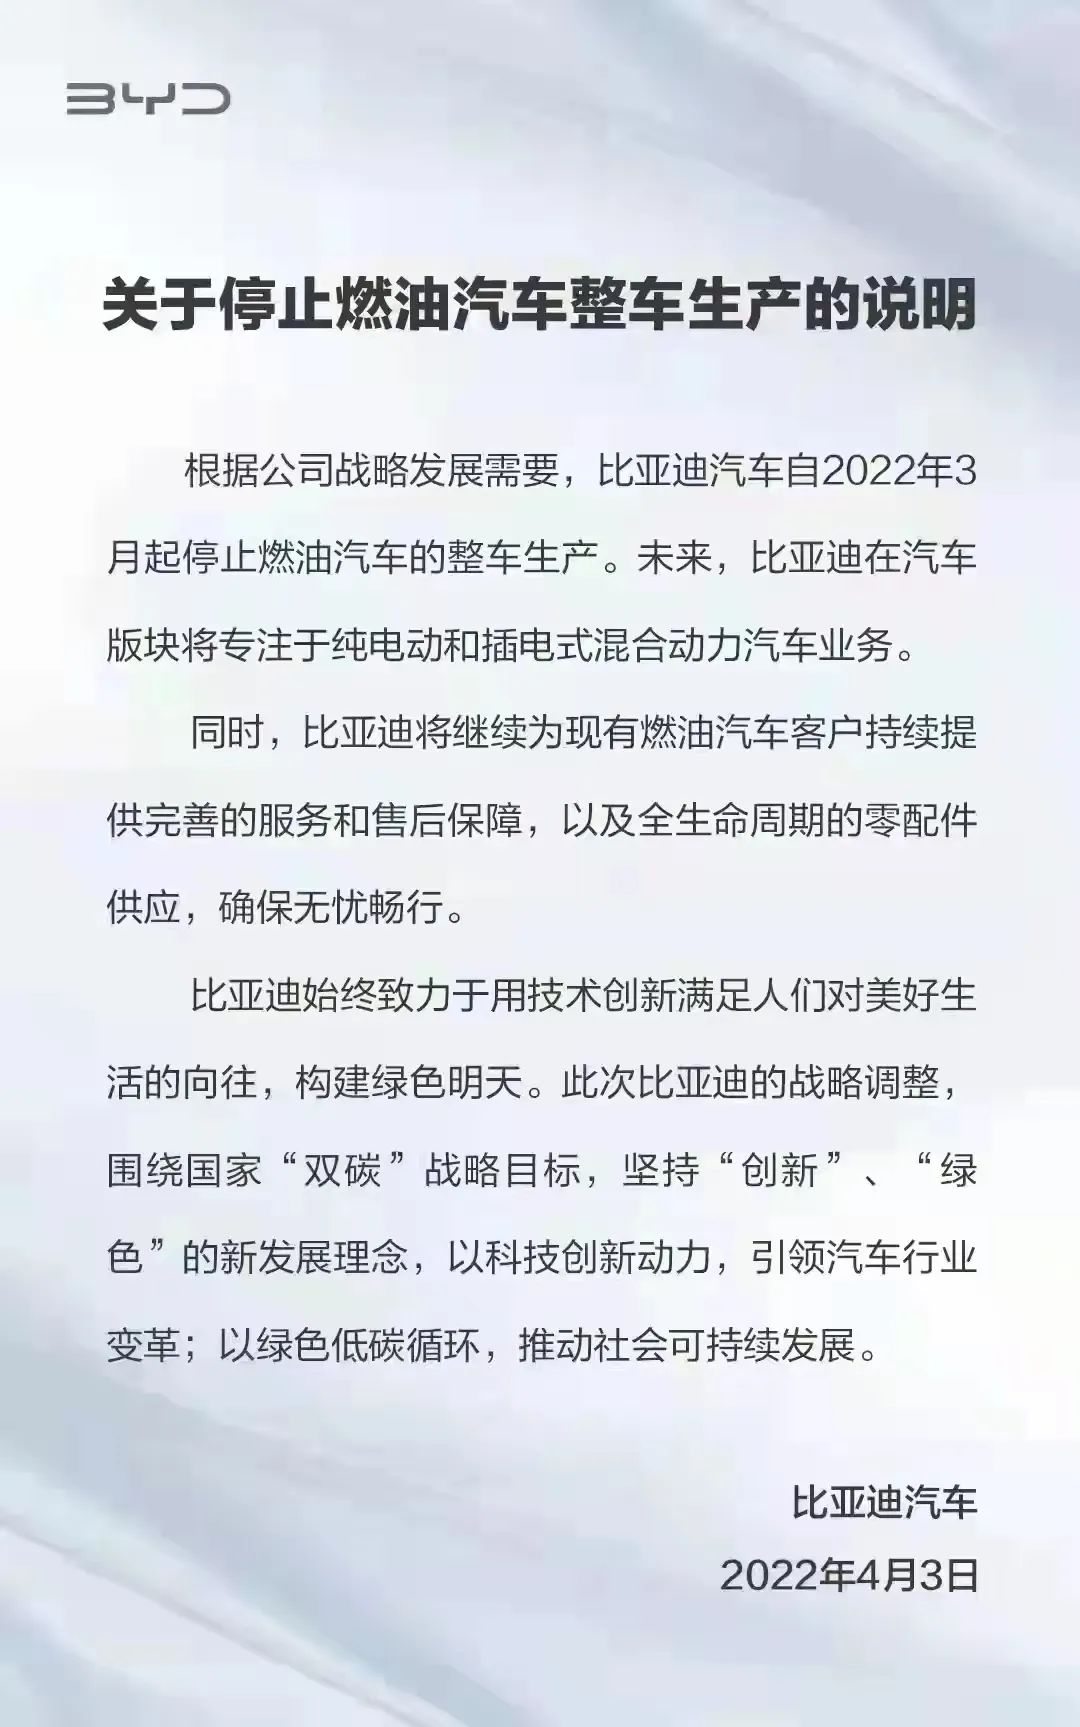 BYD
关于停止燃油汽车整车生产的说明
根据公司战略发展需要，比亚迪汽车自2022年3
月起停止燃油汽车的整车生产。未来，比亚迪在汽车
版块将专注于纯电动和插电式混合动力汽车业务。
同时，比亚迪将继续为现有燃油汽车客户持续提
供完善的服务和售后保障，以及全生命周期的零配件
供应，确保无忧畅行。
比亚迪始终致力于用技术创新满足人们对美好生
活的向往，构建绿色明天。此次比亚迪的战略调整，
围绕国家“双碳”战略目标，坚持“创新”、“绿
色”的新发展理念，以科技创新动力，引领汽车行业
变革；以绿色低碳循环，推动社会可持续发展。
比亚迪汽车
2022年4月3日